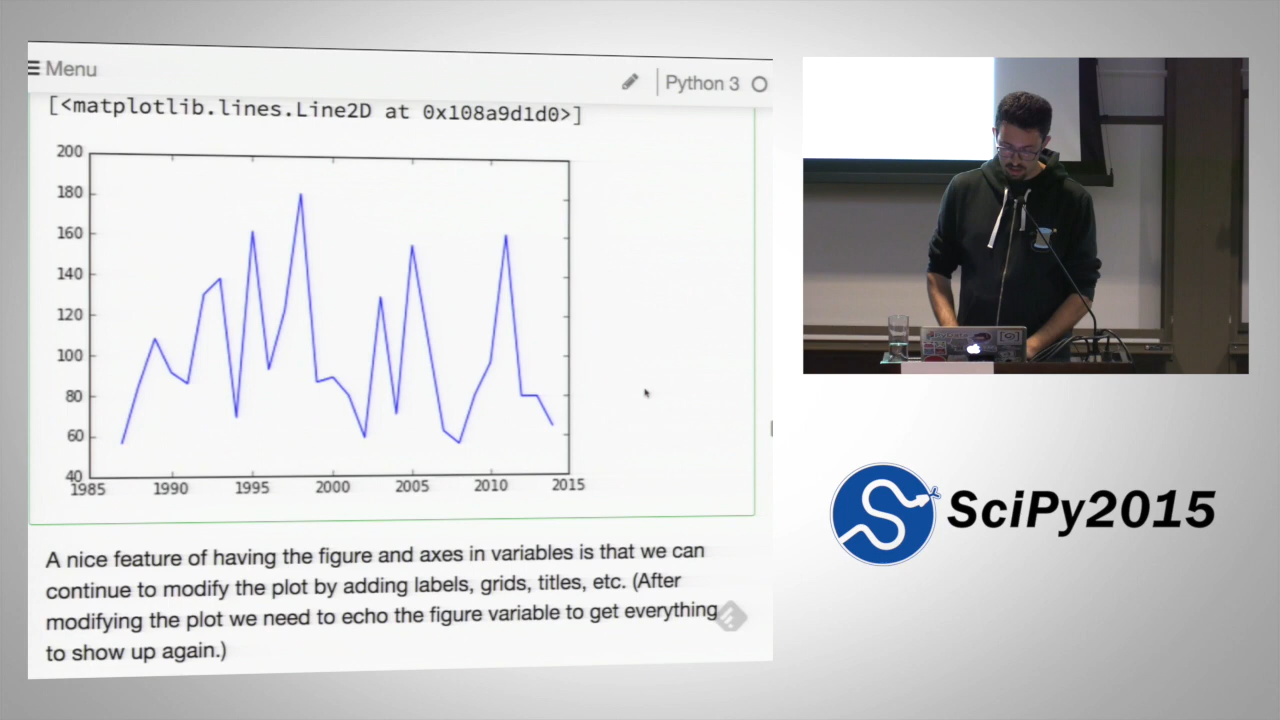 Menu
Python 3
[<matplotlib.lines.Line2D at 0x108a9d1d0>]
200
180
160
140
120
100
80
60
40
1985 1990 1995 2000 2005 2010 2015
A nice feature of having the figure and axes in variables is that we can
continue to modify the plot by adding labels, grids, titles, etc. (After
modifying the plot we need to echo the figure variable to get everything
to show up again.)
SciPy2015